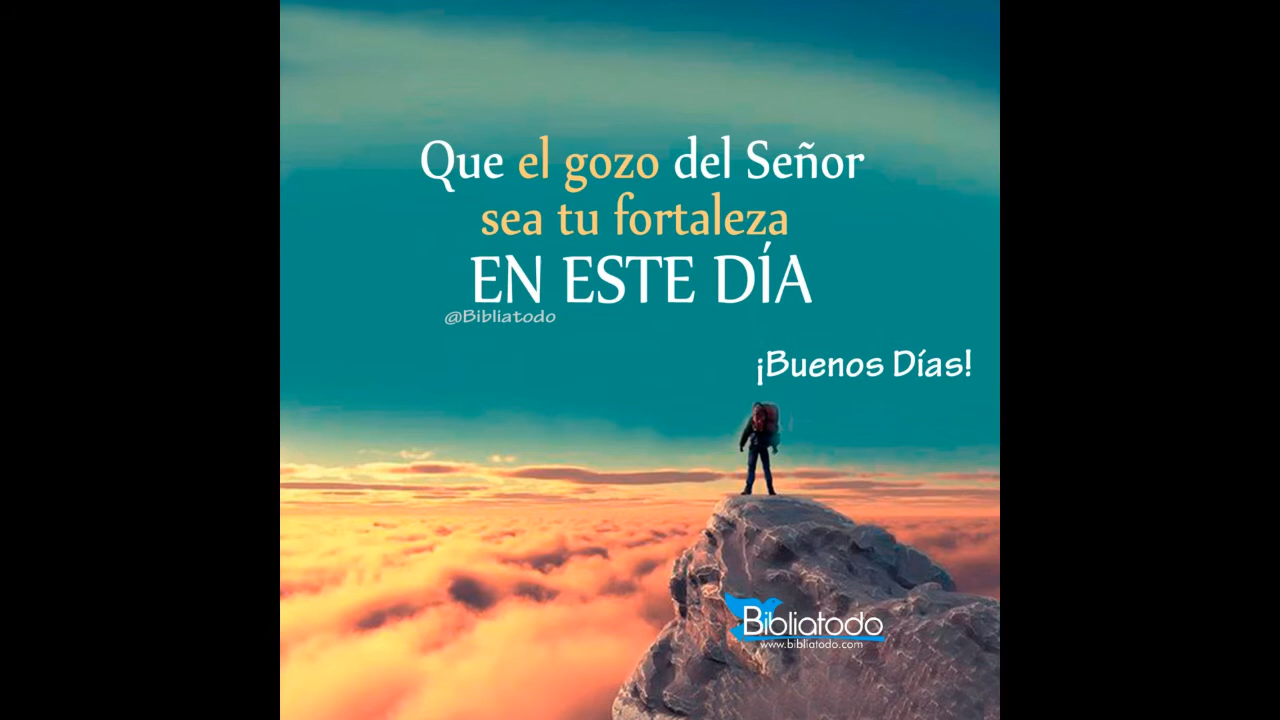 Que el gozo del Señor
sea tu fortaleza
EN ESTE DÍA
@Bibliatodo
¡Buenos Días!
Bibliatodo
www.bibliatodo.com